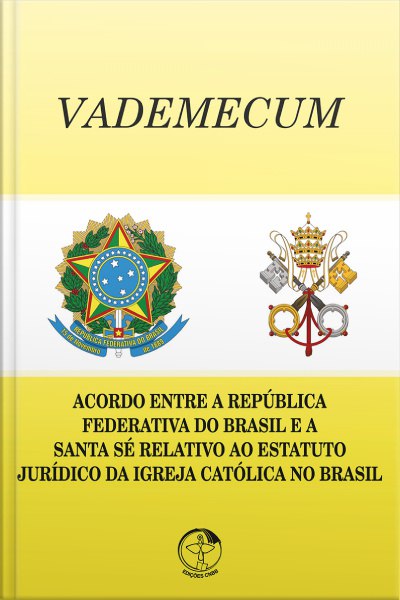 VADEMECUM
REPÚBLICA FEDERATIVA DO BRASIL
15 de Novembro
de 1889
ACORDO ENTRE A REPÚBLICA
FEDERATIVA DO BRASIL E A
SANTA SÉ RELATIVO AO ESTATUTO
JURÍDICO DA IGREJA CATÓLICA NO BRASIL
EDIÇÕES CNBB